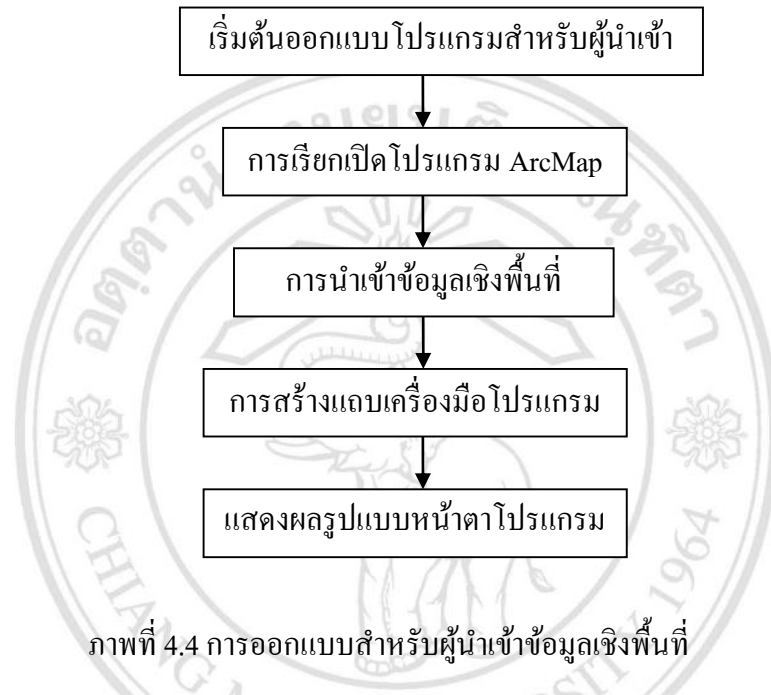 เริ่มต้นออกแบบโปรแกรมสำหรับผู้นำเข้า
การเรียกเปิดโปรแกรม ArcMap
การนำเข้าข้อมูลเชิงพื้นที่
การสร้างแถบเครื่องมือโปรแกรม
แสดงผลรูปแบบหน้าตาโปรแกรม
ภาพที่ 4.4 การออกแบบสำหรับผู้นำเข้าข้อมูลเชิงพื้นที่
CHIANG
1964